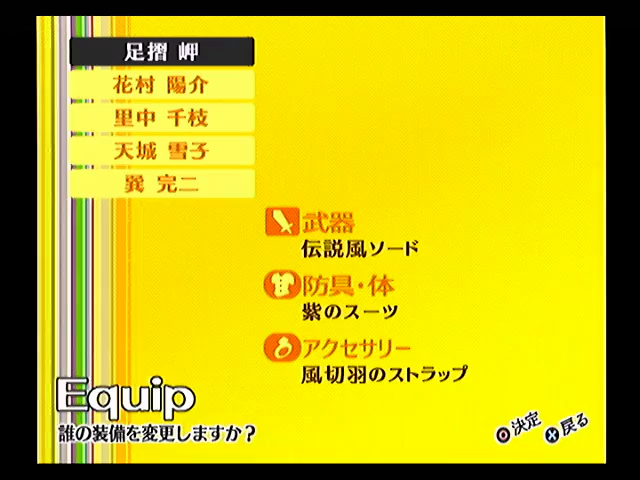 足摺 岬
花村 陽介
里中 千枝
天城 雪子
巽 完二
武器
伝説風ソード
防具・体
紫のスーツ
アクセサリー
風切羽のストラップ
Equip
誰の装備を変更しますか?
○決定 ×戻る